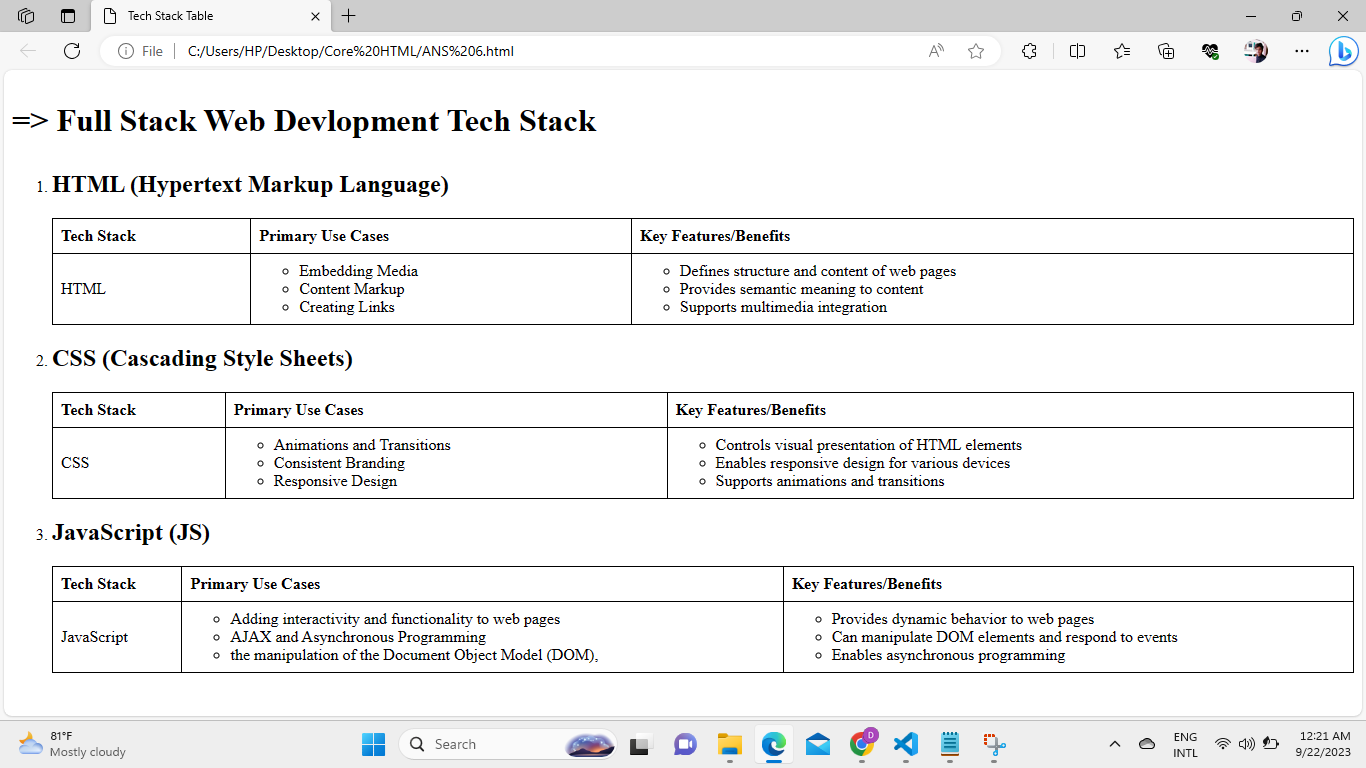 Tech Stack Table
File
C:/Users/HP/Desktop/Core%20HTML/ANS%206.html
=> Full Stack Web Devlopment Tech Stack
1. HTML (Hypertext Markup Language)
Tech Stack Primary Use Cases Key Features/Benefits
HTML
Embedding Media
Content Markup
Creating Links
Defines structure and content of web pages
Provides semantic meaning to content
Supports multimedia integration
2. CSS (Cascading Style Sheets)
Tech Stack Primary Use Cases Key Features/Benefits
CSS
Animations and Transitions
Consistent Branding
Responsive Design
Controls visual presentation of HTML elements
Enables responsive design for various devices
Supports animations and transitions
3. JavaScript (JS)
Tech Stack Primary Use Cases Key Features/Benefits
JavaScript
Adding interactivity and functionality to web pages
AJAX and Asynchronous Programming
the manipulation of the Document Object Model (DOM),
Provides dynamic behavior to web pages
Can manipulate DOM elements and respond to events
Enables asynchronous programming
81°F
Mostly cloudy
Search
D
ENG
INTL
12:21 AM
9/22/2023